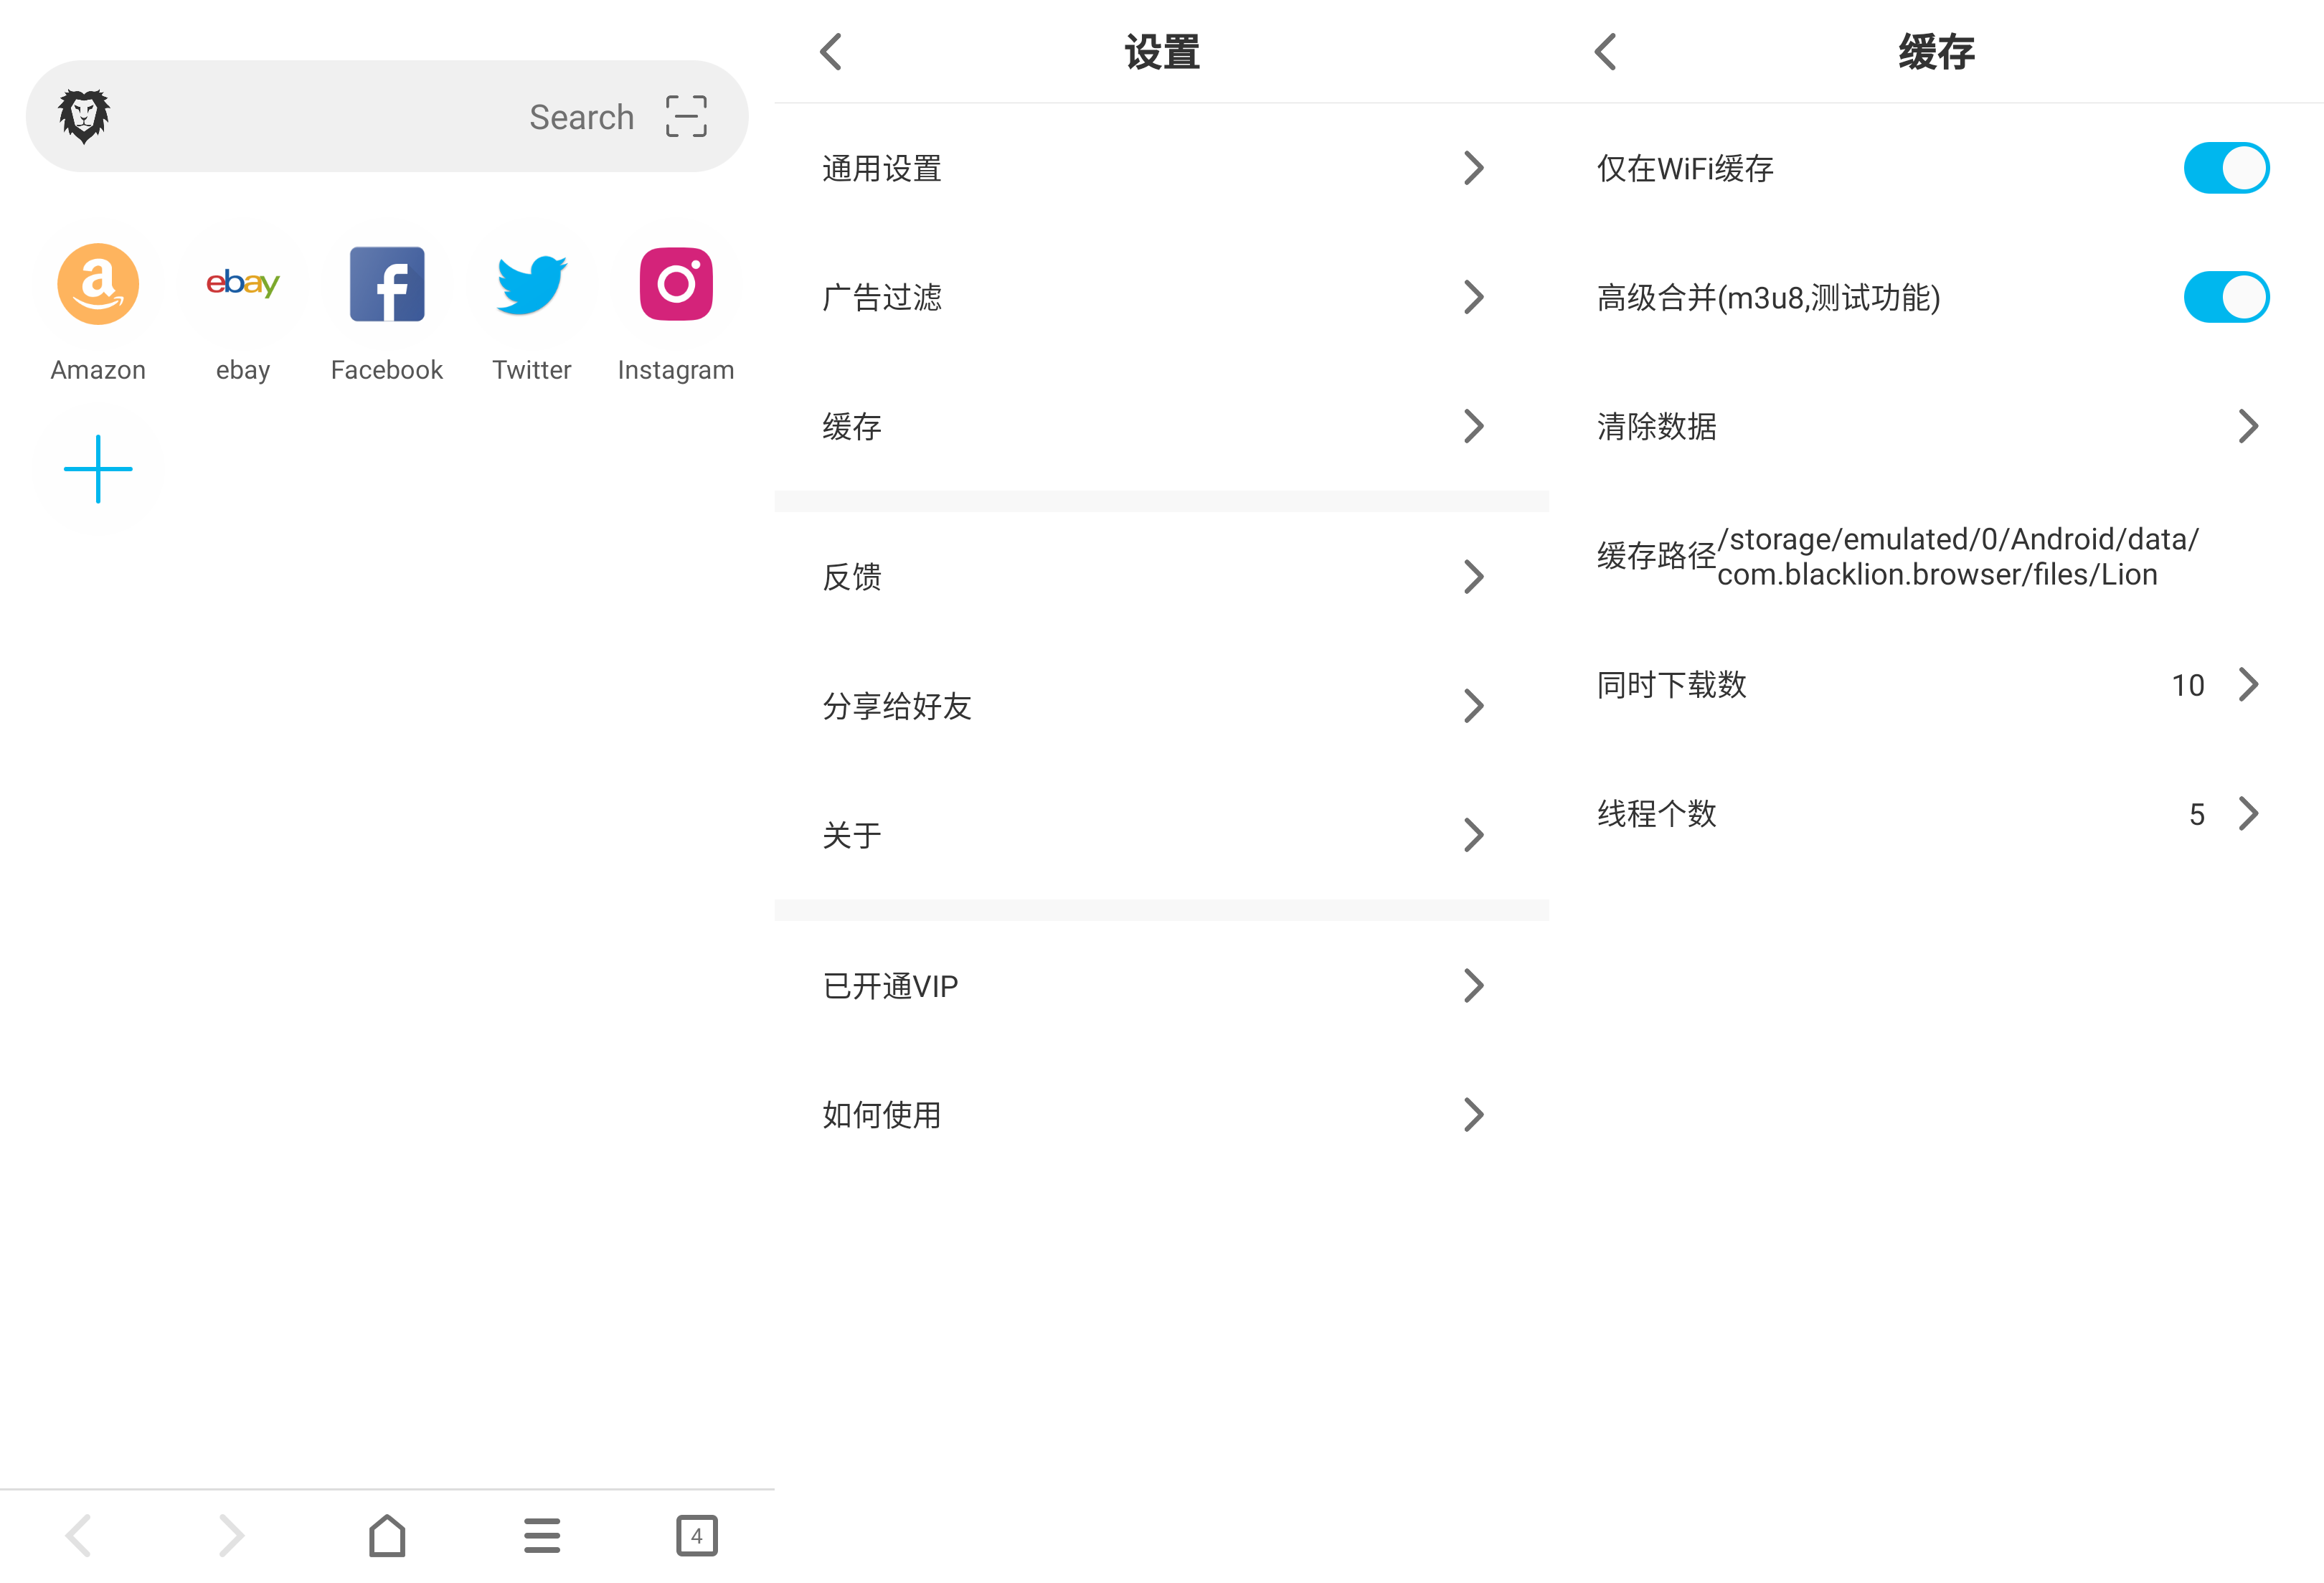 Search
Amazon
ebay
Facebook
Twitter
Instagram
4
设置
通用设置
广告过滤
缓存
反馈
分享给好友
关于
已开通VIP
如何使用
缓存
仅在WiFi缓存
高级合并(m3u8,测试功能)
清除数据
缓存路径/storage/emulated/0/Android/data/
com.blacklion.browser/files/Lion
同时下载数 10
线程个数 5